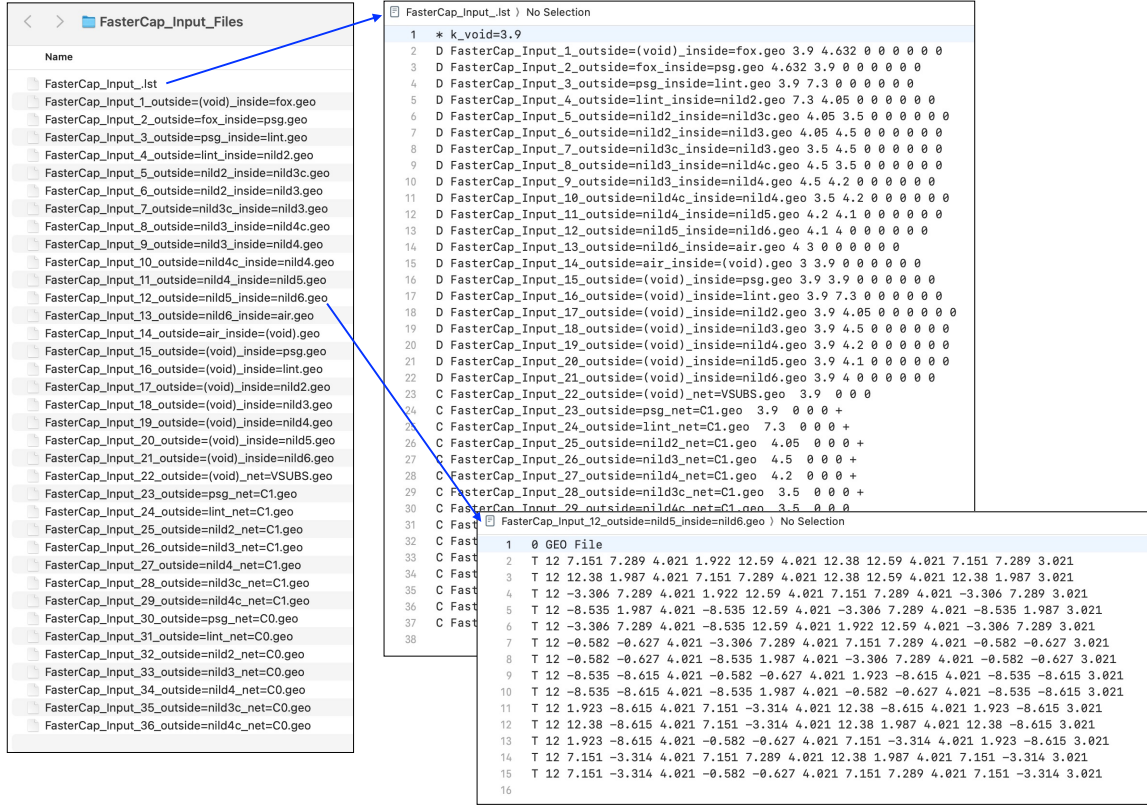 FasterCap_Input_Files
Name
FasterCap_Input_.lst
FasterCap_Input_1_outside=(void)_inside=fox.geo
FasterCap_Input_2_outside=fox_inside=psg.geo
FasterCap_Input_3_outside=psg_inside=lint.geo
FasterCap_Input_4_outside=lint_inside=nild2.geo
FasterCap_Input_5_outside=nild2_inside=nild3c.geo
FasterCap_Input_6_outside=nild2_inside=nild3.geo
FasterCap_Input_7_outside=nild3c_inside=nild3.geo
FasterCap_Input_8_outside=nild3_inside=nild4c.geo
FasterCap_Input_9_outside=nild3_inside=nild4.geo
FasterCap_Input_10_outside=nild4c_inside=nild4.geo
FasterCap_Input_11_outside=nild4_inside=nild5.geo
FasterCap_Input_12_outside=nild5_inside=nild6.geo
FasterCap_Input_13_outside=nild6_inside=air.geo
FasterCap_Input_14_outside=air_inside=(void).geo
FasterCap_Input_15_outside=(void)_inside=psg.geo
FasterCap_Input_16_outside=(void)_inside=lint.geo
FasterCap_Input_17_outside=(void)_inside=nild2.geo
FasterCap_Input_18_outside=(void)_inside=nild3.geo
FasterCap_Input_19_outside=(void)_inside=nild4.geo
FasterCap_Input_20_outside=(void)_inside=nild5.geo
FasterCap_Input_21_outside=(void)_inside=nild6.geo
FasterCap_Input_22_outside=(void)_net=VSUBS.geo
FasterCap_Input_23_outside=psg_net=C1.geo
FasterCap_Input_24_outside=lint_net=C1.geo
FasterCap_Input_25_outside=nild2_net=C1.geo
FasterCap_Input_26_outside=nild3_net=C1.geo
FasterCap_Input_27_outside=nild4_net=C1.geo
FasterCap_Input_28_outside=nild3c_net=C1.geo
FasterCap_Input_29_outside=nild4c_net=C1.geo
FasterCap_Input_30_outside=psg_net=C0.geo
FasterCap_Input_31_outside=lint_net=C0.geo
FasterCap_Input_32_outside=nild2_net=C0.geo
FasterCap_Input_33_outside=nild3_net=C0.geo
FasterCap_Input_34_outside=nild4_net=C0.geo
FasterCap_Input_35_outside=nild3c_net=C0.geo
FasterCap_Input_36_outside=nild4c_net=C0.geo
FasterCap_Input_.lst ⟩ No Selection
1 * k_void=3.9
2 D FasterCap_Input_1_outside=(void)_inside=fox.geo 3.9 4.632 0 0 0 0 0 0
3 D FasterCap_Input_2_outside=fox_inside=psg.geo 4.632 3.9 0 0 0 0 0 0
4 D FasterCap_Input_3_outside=psg_inside=lint.geo 3.9 7.3 0 0 0 0 0 0
5 D FasterCap_Input_4_outside=lint_inside=nild2.geo 7.3 4.05 0 0 0 0 0 0
6 D FasterCap_Input_5_outside=nild2_inside=nild3c.geo 4.05 3.5 0 0 0 0 0 0
7 D FasterCap_Input_6_outside=nild2_inside=nild3.geo 4.05 4.5 0 0 0 0 0 0
8 D FasterCap_Input_7_outside=nild3c_inside=nild3.geo 3.5 4.5 0 0 0 0 0 0
9 D FasterCap_Input_8_outside=nild3_inside=nild4c.geo 4.5 3.5 0 0 0 0 0 0
10 D FasterCap_Input_9_outside=nild3_inside=nild4.geo 4.5 4.2 0 0 0 0 0 0
11 D FasterCap_Input_10_outside=nild4c_inside=nild4.geo 3.5 4.2 0 0 0 0 0 0
12 D FasterCap_Input_11_outside=nild4_inside=nild5.geo 4.2 4.1 0 0 0 0 0 0
13 D FasterCap_Input_12_outside=nild5_inside=nild6.geo 4.1 4 0 0 0 0 0 0
14 D FasterCap_Input_13_outside=nild6_inside=air.geo 4 3 0 0 0 0 0 0
15 D FasterCap_Input_14_outside=air_inside=(void).geo 3 3.9 0 0 0 0 0 0
16 D FasterCap_Input_15_outside=(void)_inside=psg.geo 3.9 3.9 0 0 0 0 0 0
17 D FasterCap_Input_16_outside=(void)_inside=lint.geo 3.9 7.3 0 0 0 0 0 0
18 D FasterCap_Input_17_outside=(void)_inside=nild2.geo 3.9 4.05 0 0 0 0 0 0
19 D FasterCap_Input_18_outside=(void)_inside=nild3.geo 3.9 4.5 0 0 0 0 0 0
20 D FasterCap_Input_19_outside=(void)_inside=nild4.geo 3.9 4.2 0 0 0 0 0 0
21 D FasterCap_Input_20_outside=(void)_inside=nild5.geo 3.9 4.1 0 0 0 0 0 0
22 D FasterCap_Input_21_outside=(void)_inside=nild6.geo 3.9 4 0 0 0 0 0 0
23 C FasterCap_Input_22_outside=(void)_net=VSUBS.geo 3.9 0 0 0
24 C FasterCap_Input_23_outside=psg_net=C1.geo 3.9 0 0 0 +
25 C FasterCap_Input_24_outside=lint_net=C1.geo 7.3 0 0 0 +
26 C FasterCap_Input_25_outside=nild2_net=C1.geo 4.05 0 0 0 +
27 C FasterCap_Input_26_outside=nild3_net=C1.geo 4.5 0 0 0 +
28 C FasterCap_Input_27_outside=nild4_net=C1.geo 4.2 0 0 0 +
29 C FasterCap_Input_28_outside=nild3c_net=C1.geo 3.5 0 0 0 +
30 C FasterCap_Input_29_outside=nild4c_net=C1.geo 3.5 0 0 0
31 C Fast
32 C Fast
33 C Fast
34 C Fast
35 C Fast
36 C Fast
37 C Fast
38
FasterCap_Input_12_outside=nild5_inside=nild6.geo ⟩ No Selection
1 0 GEO File
2 T 12 7.151 7.289 4.021 1.922 12.59 4.021 12.38 12.59 4.021 7.151 7.289 3.021
3 T 12 12.38 1.987 4.021 7.151 7.289 4.021 12.38 12.59 4.021 12.38 1.987 3.021
4 T 12 −3.306 7.289 4.021 1.922 12.59 4.021 7.151 7.289 4.021 −3.306 7.289 3.021
5 T 12 −8.535 1.987 4.021 −8.535 12.59 4.021 −3.306 7.289 4.021 −8.535 1.987 3.021
6 T 12 −3.306 7.289 4.021 −8.535 12.59 4.021 1.922 12.59 4.021 −3.306 7.289 3.021
7 T 12 −0.582 −0.627 4.021 −3.306 7.289 4.021 7.151 7.289 4.021 −0.582 −0.627 3.021
8 T 12 −0.582 −0.627 4.021 −8.535 1.987 4.021 −3.306 7.289 4.021 −0.582 −0.627 3.021
9 T 12 −8.535 −8.615 4.021 −0.582 −0.627 4.021 1.923 −8.615 4.021 −8.535 −8.615 3.021
10 T 12 −8.535 −8.615 4.021 −8.535 1.987 4.021 −0.582 −0.627 4.021 −8.535 −8.615 3.021
11 T 12 1.923 −8.615 4.021 7.151 −3.314 4.021 12.38 −8.615 4.021 1.923 −8.615 3.021
12 T 12 12.38 −8.615 4.021 7.151 −3.314 4.021 12.38 1.987 4.021 12.38 −8.615 3.021
13 T 12 1.923 −8.615 4.021 −0.582 −0.627 4.021 7.151 −3.314 4.021 1.923 −8.615 3.021
14 T 12 7.151 −3.314 4.021 7.151 7.289 4.021 12.38 1.987 4.021 7.151 −3.314 3.021
15 T 12 7.151 −3.314 4.021 −0.582 −0.627 4.021 7.151 7.289 4.021 7.151 −3.314 3.021
16